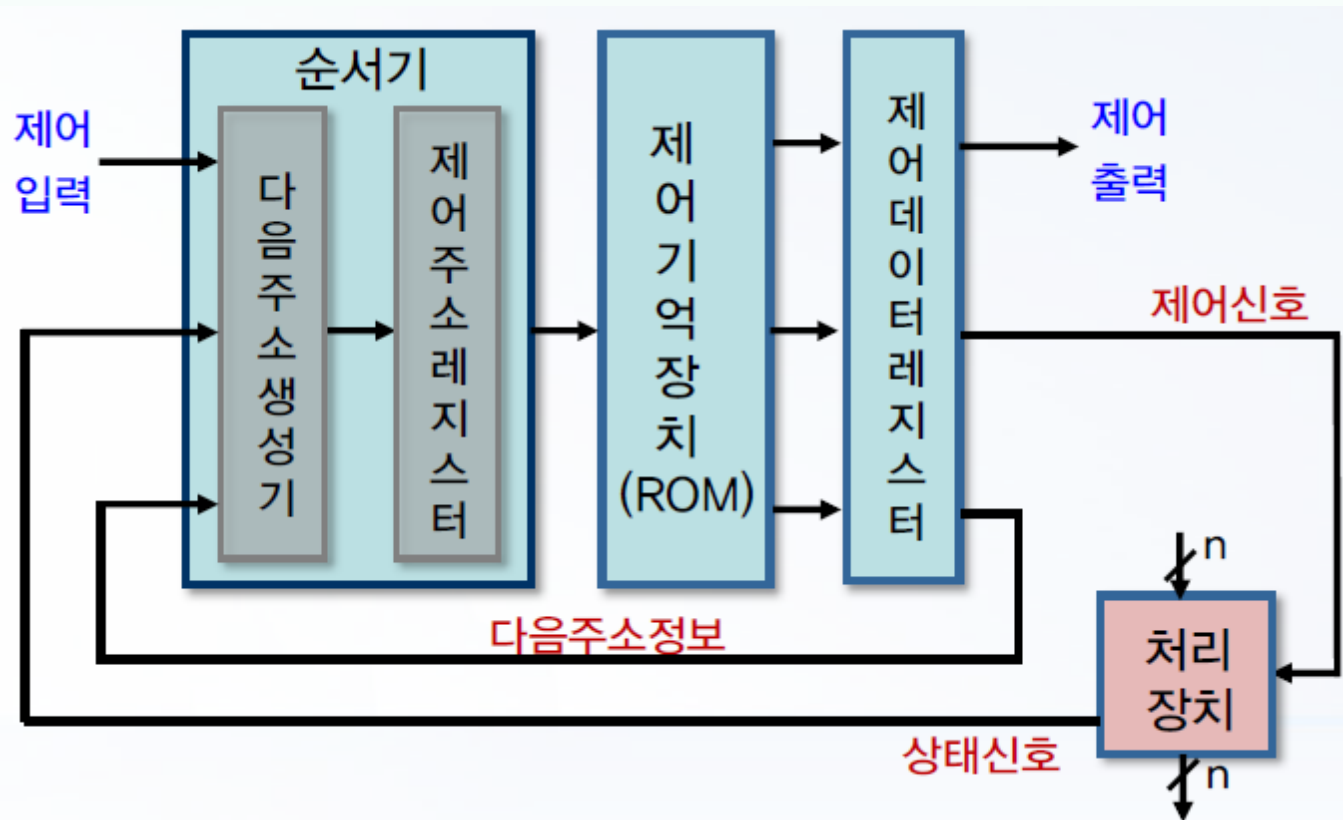 순서기
제어
입력
다음주소생성기
제어주소레지스터
제어기억장치
(ROM)
제어데이터레지스터
제어
출력
제어신호
다음주소정보
상태신호
n
처리
장치
n